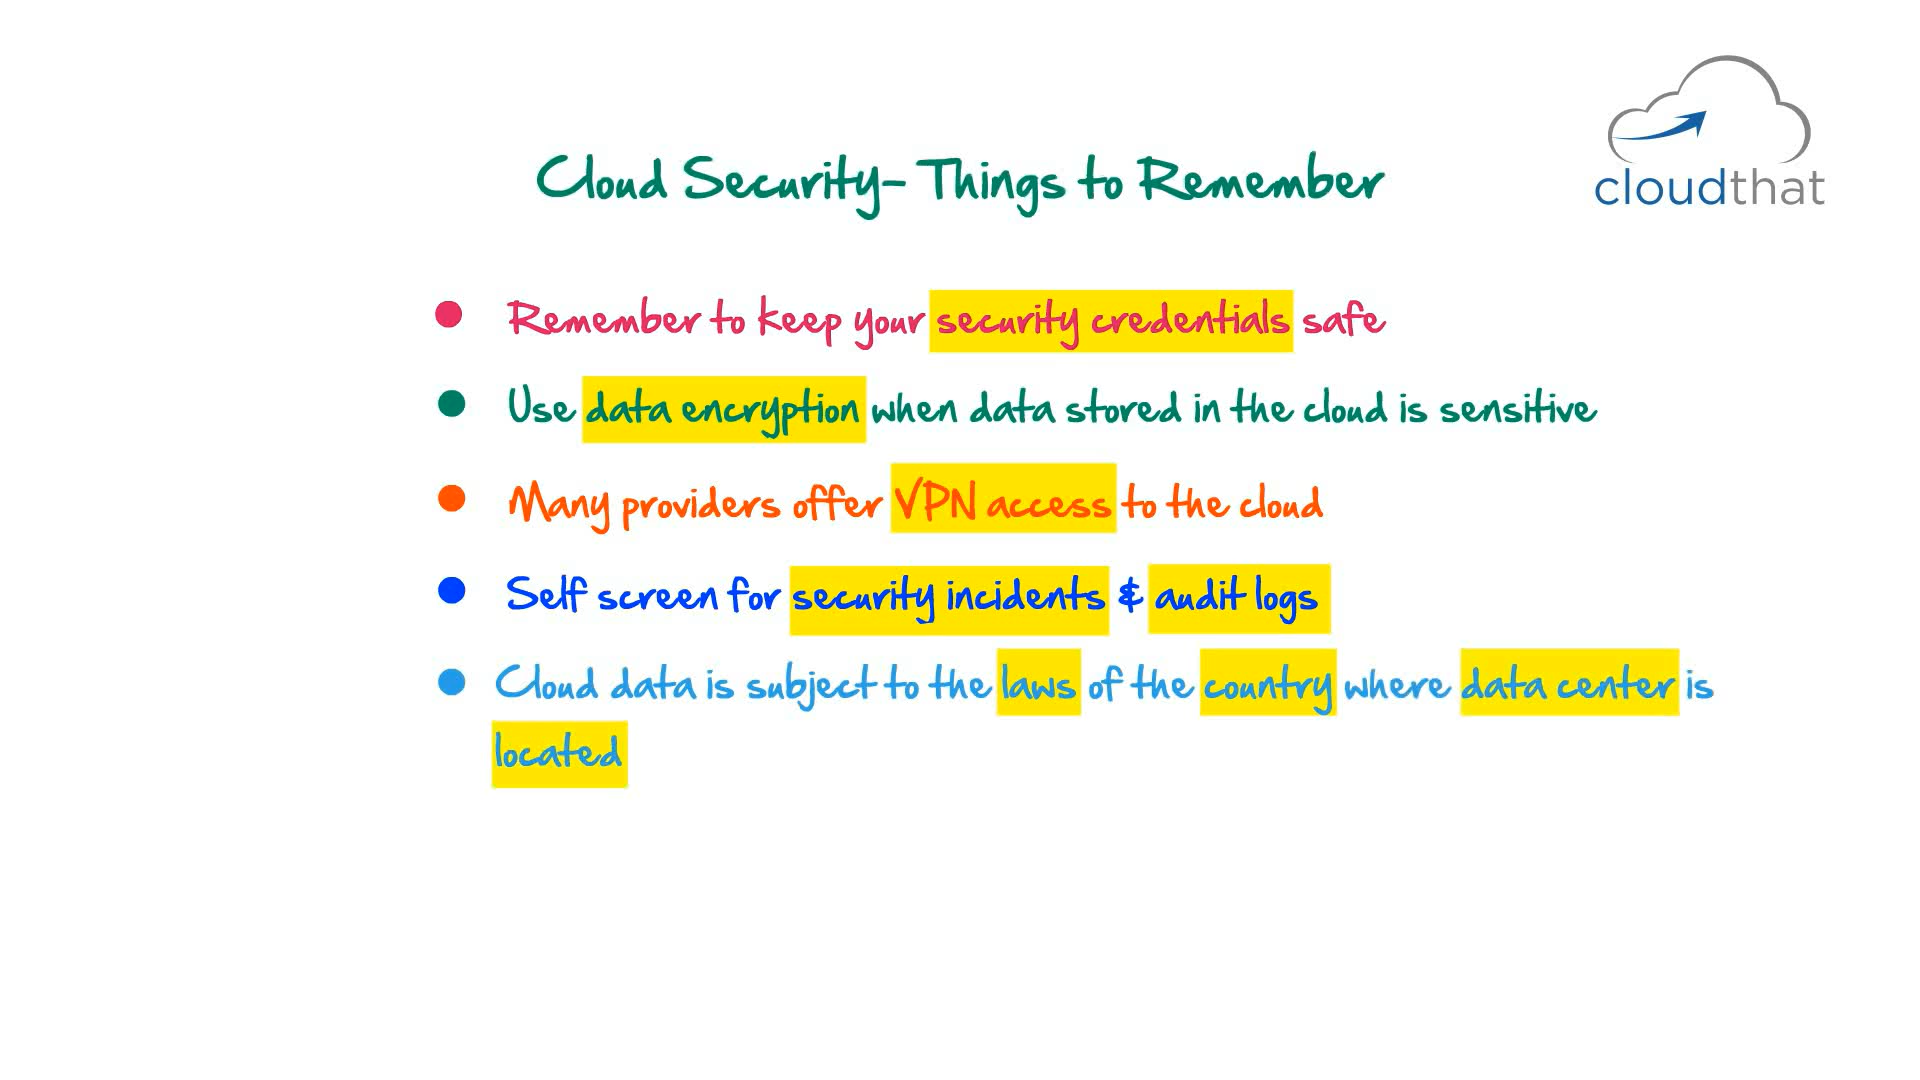 cloudthat
Cloud Security- Things to Remember
Remember to keep your security credentials safe
Use data encryption when data stored in the cloud is sensitive
Many providers offer VPN access to the cloud
Self screen for security incidents & audit logs
Cloud data is subject to the laws of the country where data center is
located